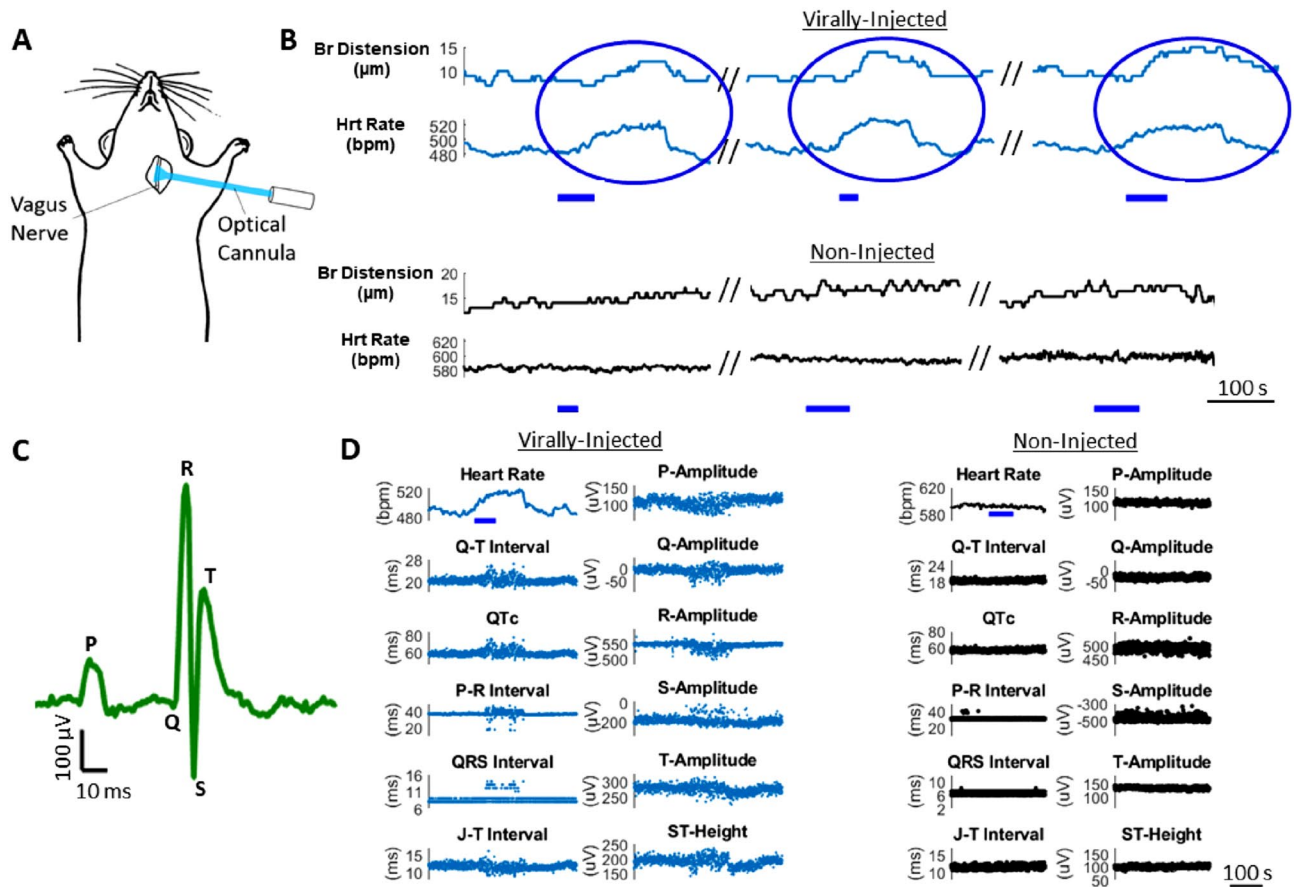 A
Vagus
Nerve
Optical
Cannula
B
Virally-Injected
Br Distension
(µm)
15
10
//
//
Hrt Rate
(bpm)
520
500
480
//
//
Non-Injected
Br Distension
(µm)
20
15
//
//
Hrt Rate
(bpm)
620
600
580
//
//
100 s
C
R
T
P
Q
S
100 µV
10 ms
D
Virally-Injected
Heart Rate
(bpm)
520
480
P-Amplitude
(uV)
150
100
Q-T Interval
(ms)
28
20
Q-Amplitude
(uV)
0
-50
QTc
(ms)
80
60
R-Amplitude
(uV)
550
500
P-R Interval
(ms)
40
20
S-Amplitude
(uV)
0
-200
QRS Interval
(ms)
16
11
6
T-Amplitude
(uV)
300
250
J-T Interval
(ms)
15
10
ST-Height
(uV)
250
200
150
Non-Injected
Heart Rate
(bpm)
620
580
P-Amplitude
(uV)
150
100
Q-T Interval
(ms)
24
18
Q-Amplitude
(uV)
0
-50
QTc
(ms)
80
60
R-Amplitude
(uV)
500
450
P-R Interval
(ms)
40
20
S-Amplitude
(uV)
-300
-500
QRS Interval
(ms)
10
6
2
T-Amplitude
(uV)
150
100
J-T Interval
(ms)
15
10
ST-Height
(uV)
150
100
50
100 s